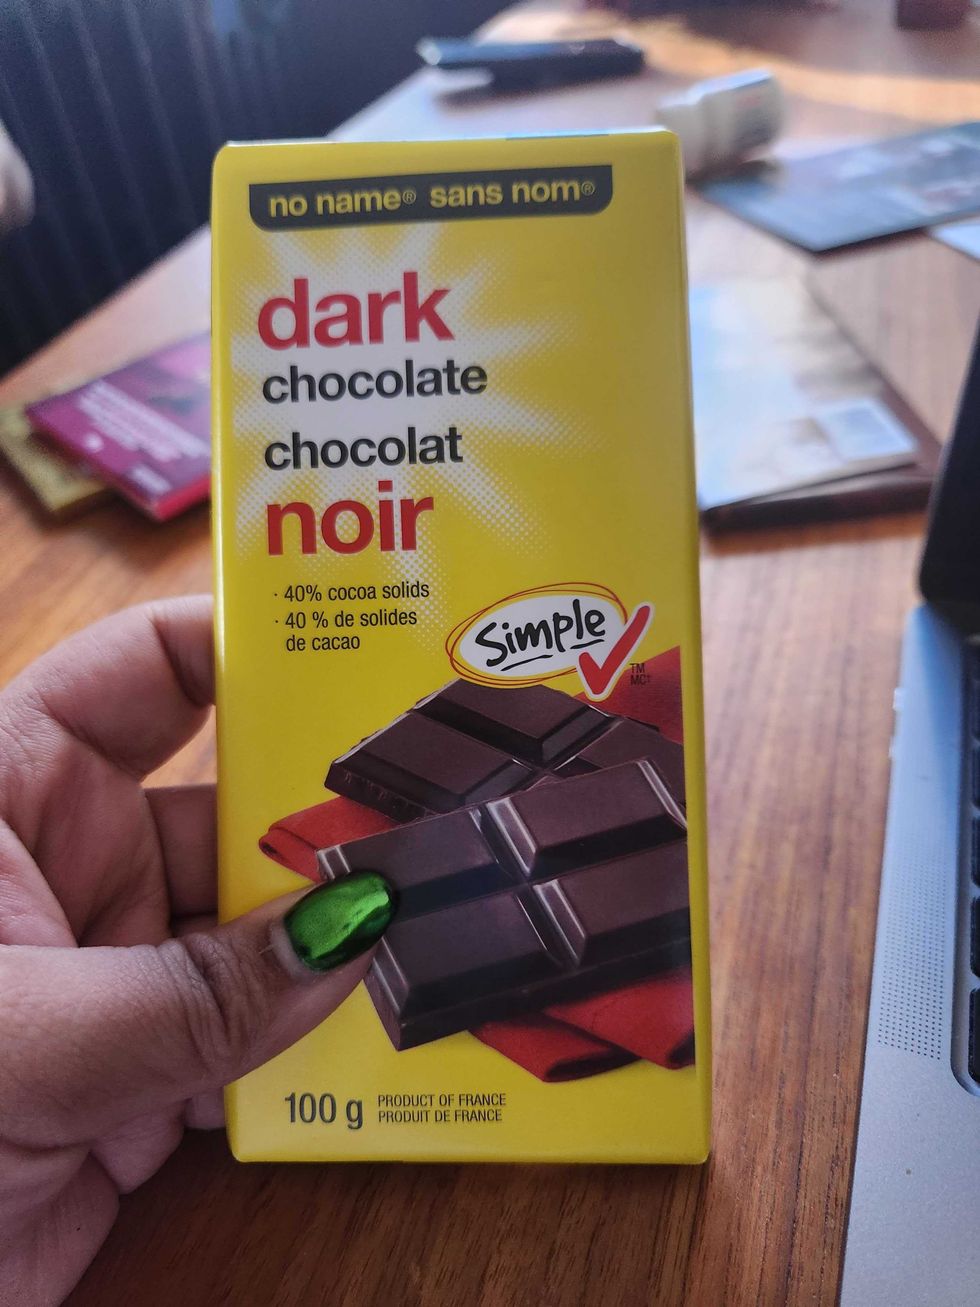 no name® sans nom®
dark
chocolate
chocolat
noir
· 40% cocoa solids
· 40 % de solides
de cacao
Simple
TM
100 g PRODUCT OF FRANCE
PRODUIT DE FRANCE